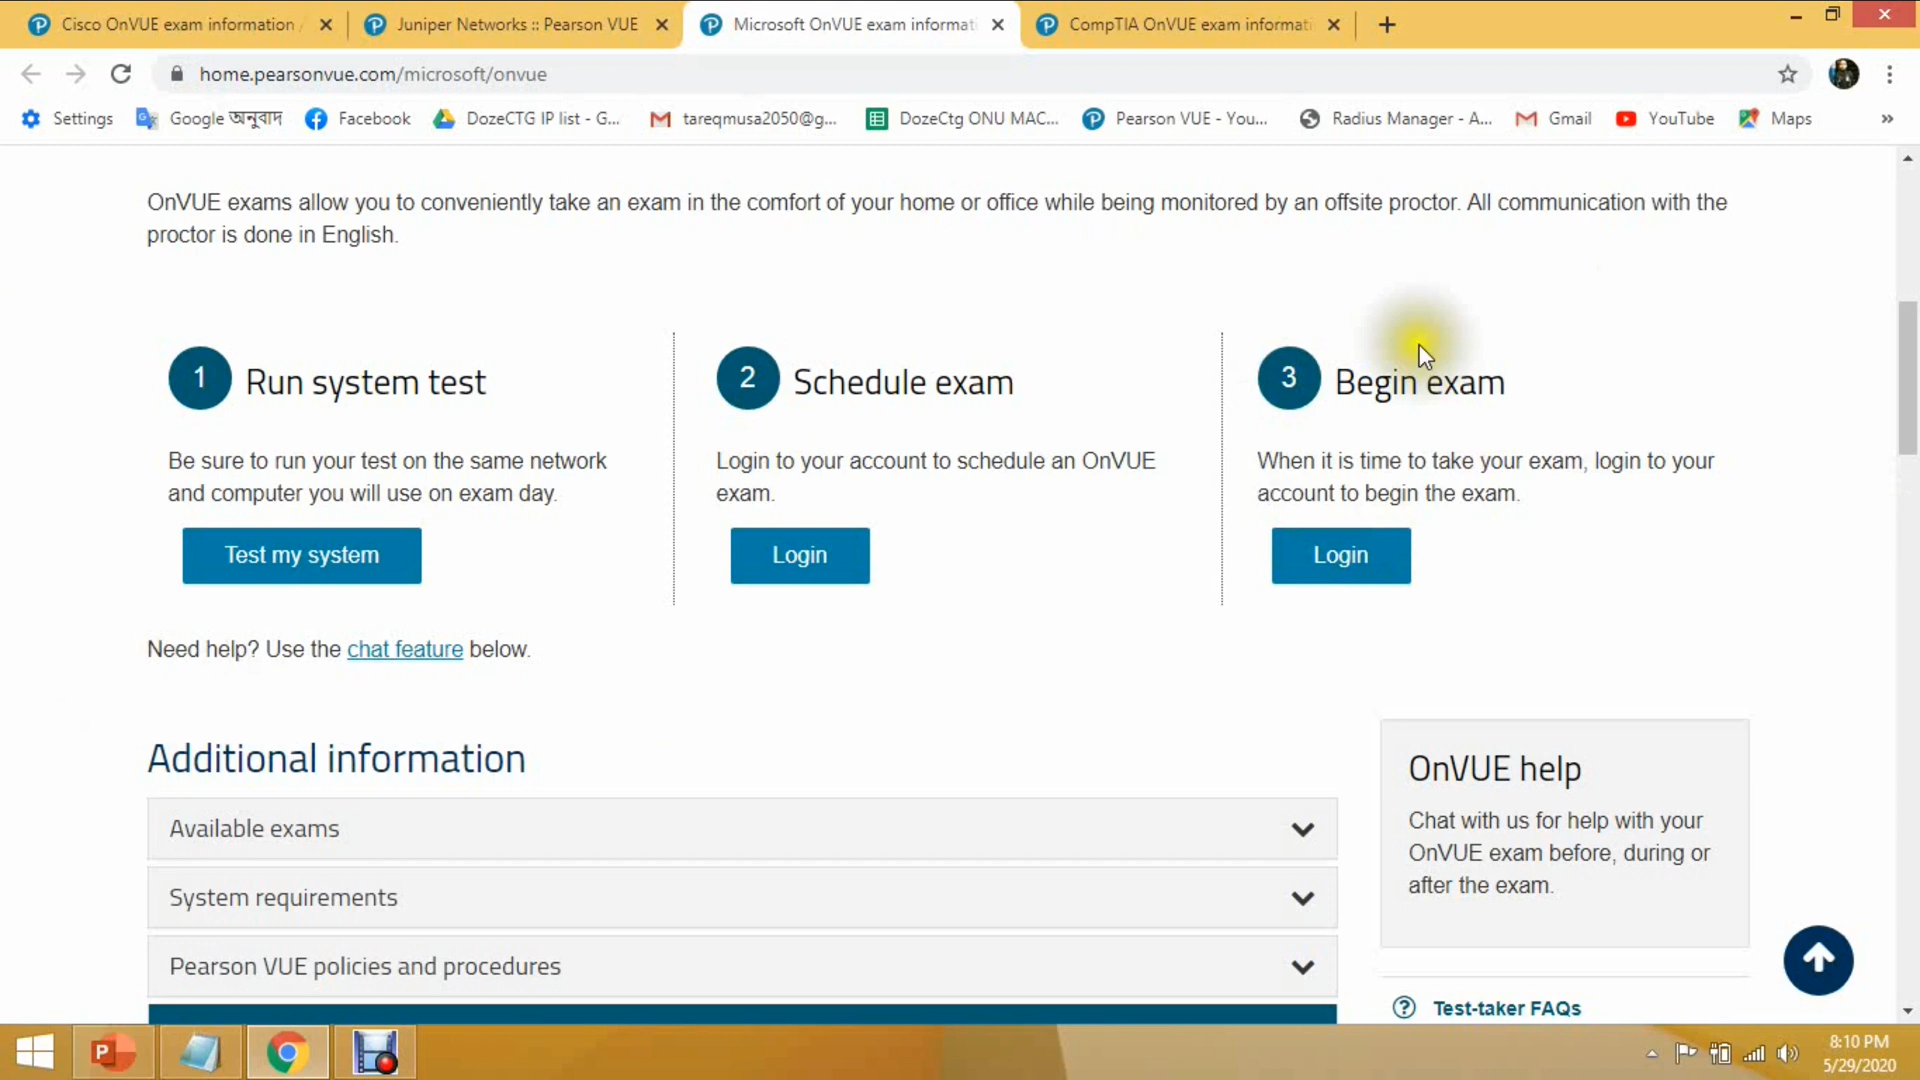 Cisco OnVUE exam information /
Juniper Networks :: Pearson VUE
Microsoft OnVUE exam informati
CompTIA OnVUE exam informati
home.pearsonvue.com/microsoft/onvue
Settings
Google অনুবাদ
Facebook
DozeCTG IP list - G...
tareqmusa2050@g...
DozeCtg ONU MAC...
Pearson VUE - You...
Radius Manager - A...
Gmail
YouTube
Maps
»
OnVUE exams allow you to conveniently take an exam in the comfort of your home or office while being monitored by an offsite proctor. All communication with the
proctor is done in English.
1 Run system test
Be sure to run your test on the same network
and computer you will use on exam day.
Test my system
2 Schedule exam
Login to your account to schedule an OnVUE
exam.
Login
3 Begin exam
When it is time to take your exam, login to your
account to begin the exam.
Login
Need help? Use the chat feature below.
Additional information
Available exams
System requirements
Pearson VUE policies and procedures
OnVUE help
Chat with us for help with your
OnVUE exam before, during or
after the exam.
Test-taker FAQs
8:10 PM
5/29/2020